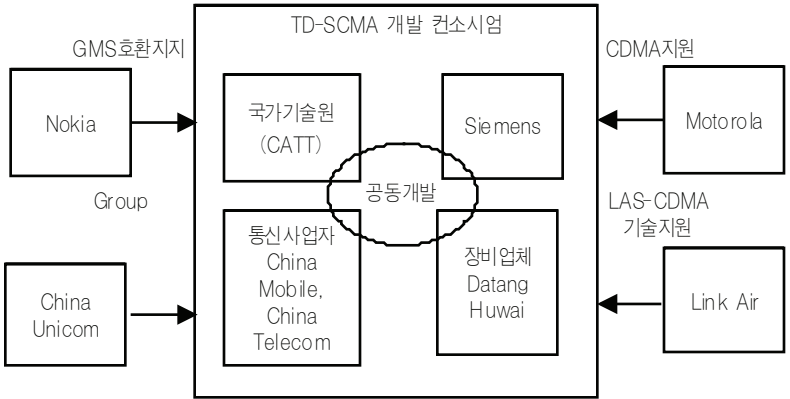 TD-SCMA 개발 컨소시엄
GMS호환지지
CDMA지원
Nokia
국가기술원
(CATT)
Siemens
Motorola
공동개발
Group
LAS-CDMA
기술지원
통신사업자
China
Mobile,
China
Telecom
장비업체
Datang
Huwai
China
Unicom
Link Air